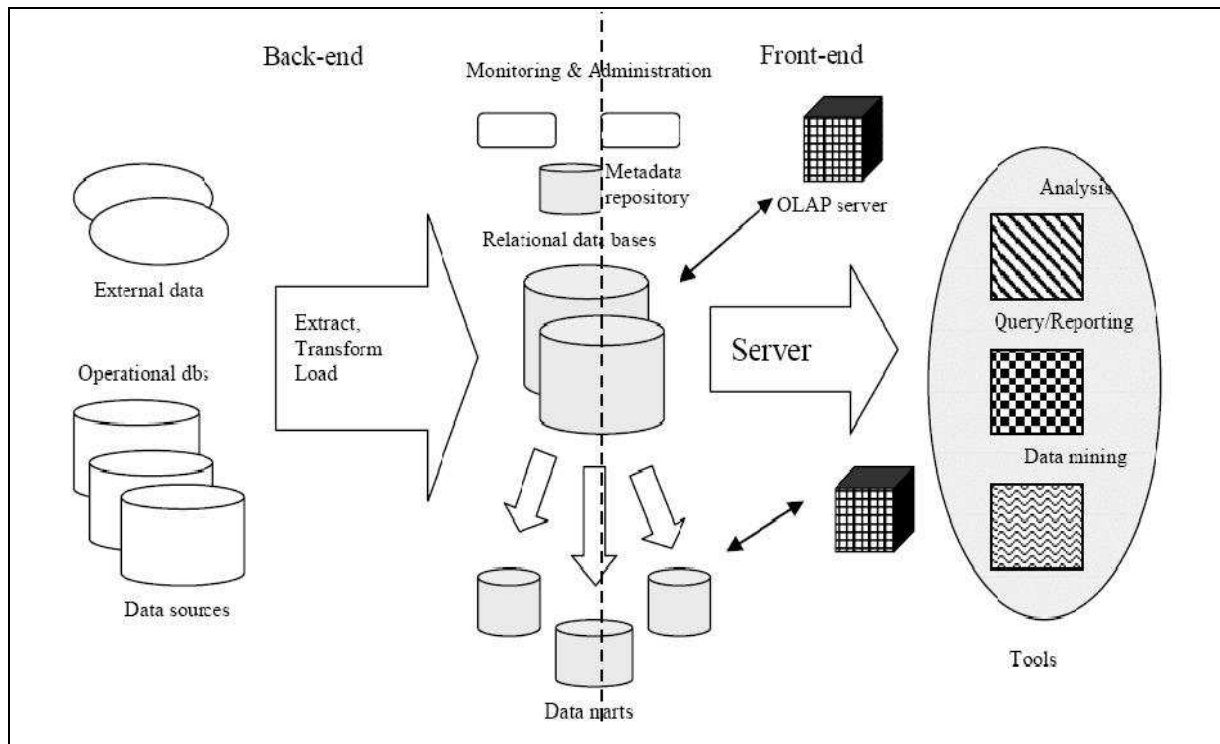 Back-end
Front-end
Monitoring & Administration
Metadata
repository
OLAP server
Analysis
Relational data bases
External data
Extract,
Transform
Load
Server
Query/Reporting
Operational dbs
Data mining
Data sources
Data marts
Tools